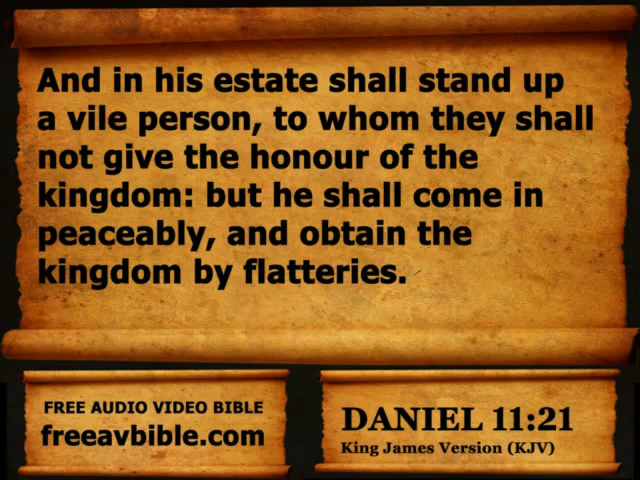 And in his estate shall stand up
a vile person, to whom they shall
not give the honour of the
kingdom: but he shall come in
peaceably, and obtain the
kingdom by flatteries.
FREE AUDIO VIDEO BIBLE
freeavbible.com
DANIEL 11:21
King James Version (KJV)